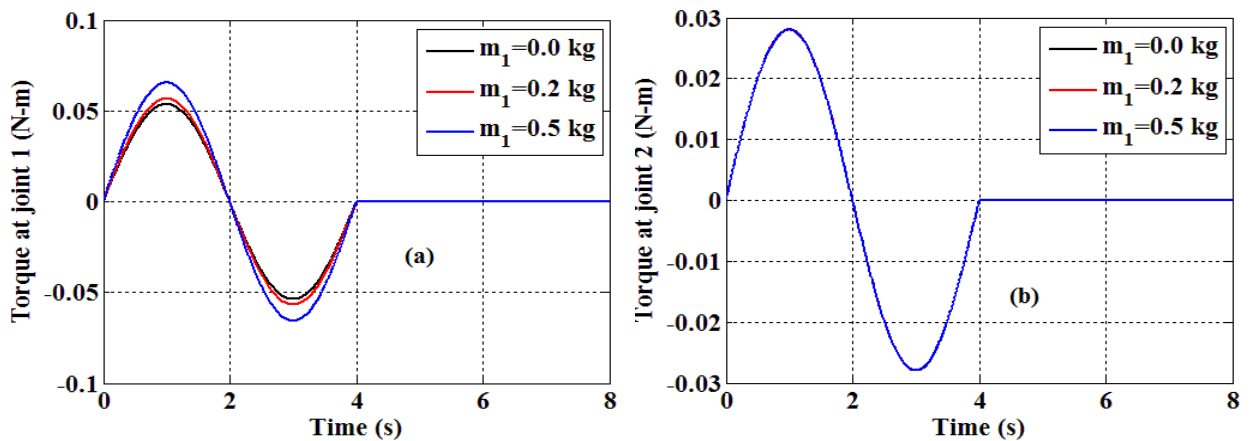 0.1
0.05
0
-0.05
-0.1
Torque at joint 1 (N-m)
m1=0.0 kg
m1=0.2 kg
m1=0.5 kg
(a)
0 2 4 6 8
Time (s)
0.03
0.02
0.01
0
-0.01
-0.02
-0.03
Torque at joint 2 (N-m)
m1=0.0 kg
m1=0.2 kg
m1=0.5 kg
(b)
0 2 4 6 8
Time (s)